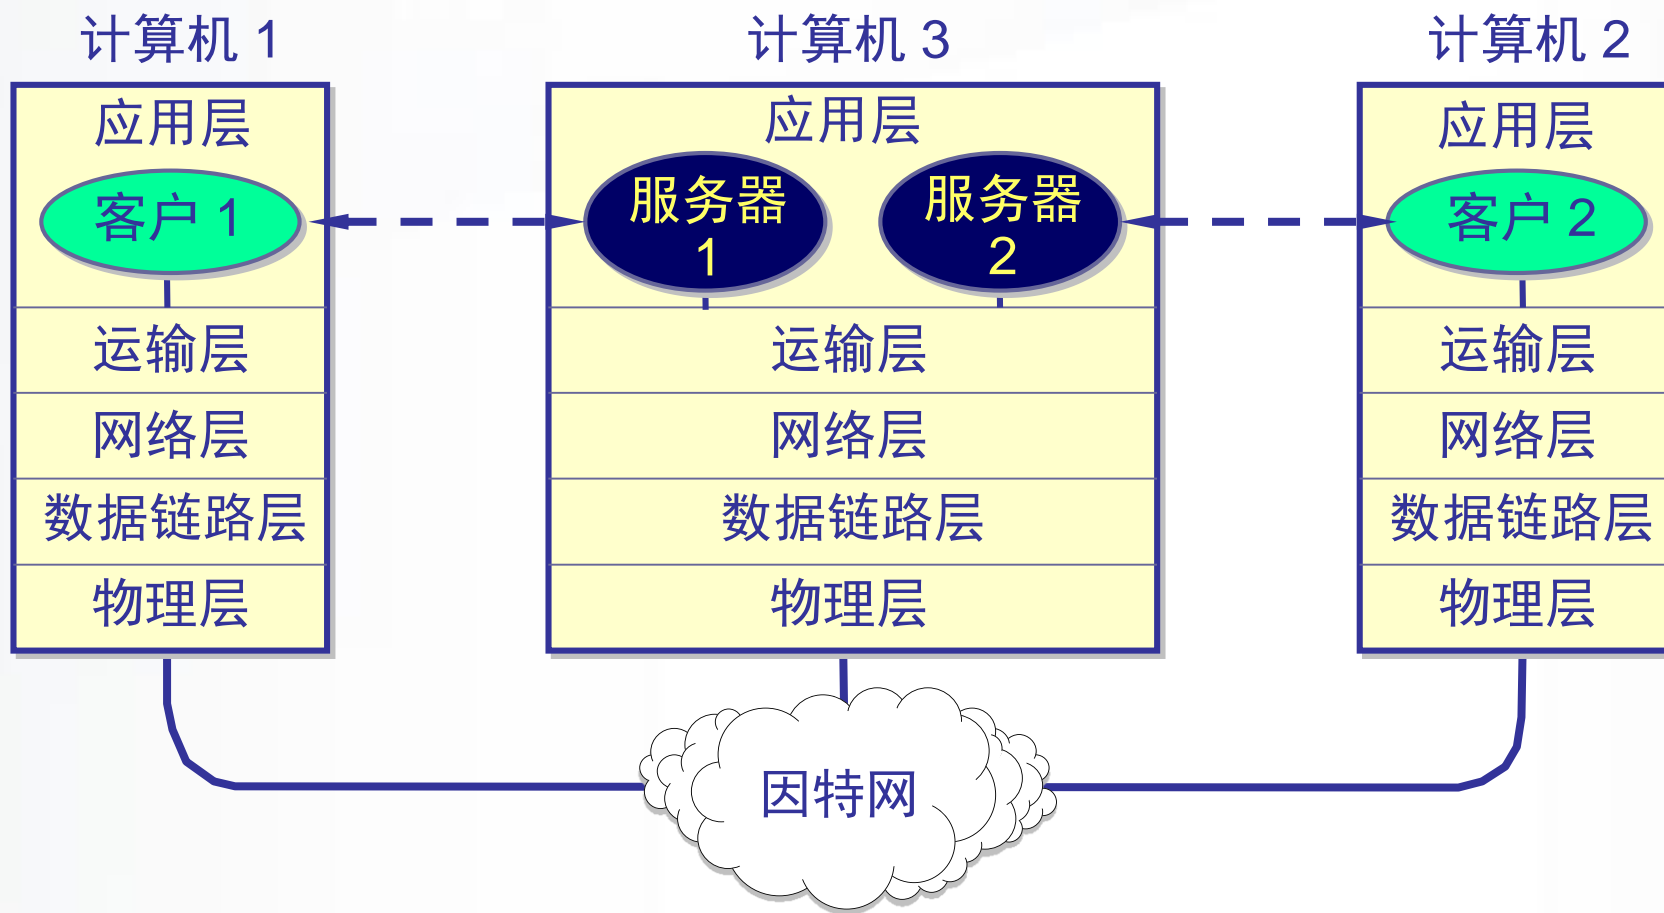 计算机 1
计算机 3
计算机 2
应用层
客户 1
运输层
网络层
数据链路层
物理层
应用层
服务器
1
服务器
2
运输层
网络层
数据链路层
物理层
应用层
客户 2
运输层
网络层
数据链路层
物理层
因特网